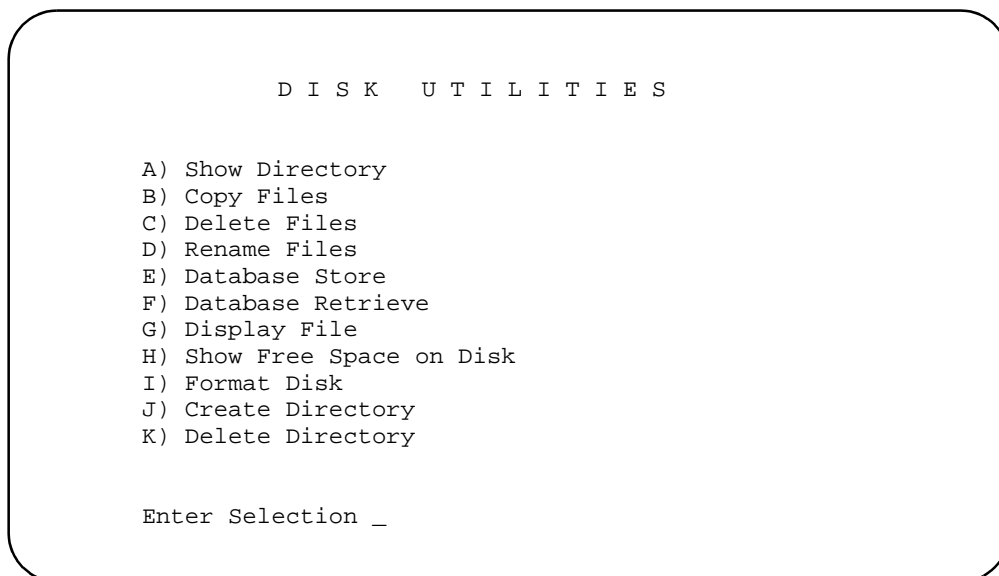 D I S K   U T I L I T I E S
A) Show Directory
B) Copy Files
C) Delete Files
D) Rename Files
E) Database Store
F) Database Retrieve
G) Display File
H) Show Free Space on Disk
I) Format Disk
J) Create Directory
K) Delete Directory
Enter Selection _